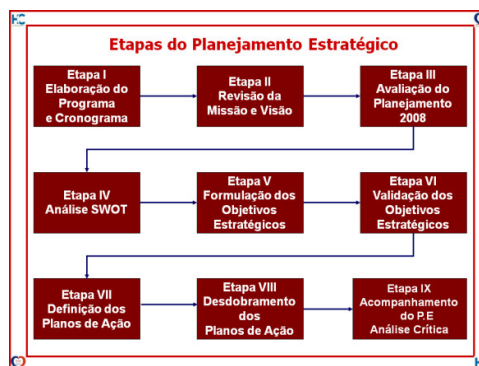 HC
Etapas do Planejamento Estratégico
Etapa I
Elaboração do
Programa
e Cronograma
Etapa II
Revisão da
Missão e Visão
Etapa III
Avaliação do
Planejamento
2008
Etapa IV
Análise SWOT
Etapa V
Formulação dos
Objetivos
Estratégicos
Etapa VI
Validação dos
Objetivos
Estratégicos
Etapa VII
Definição dos
Planos de Ação
Etapa VIII
Desdobramento
dos
Planos de Ação
Etapa IX
Acompanhamento
do P.E
Análise Crítica